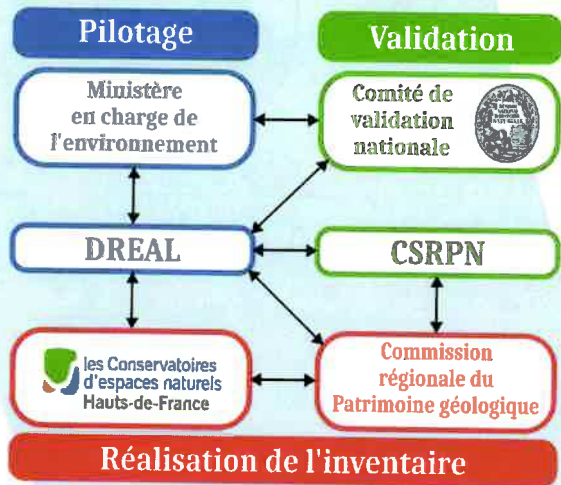 Pilotage
Validation
Ministère
en charge de
l'environnement
Comité de
validation
nationale
DREAL
CSRPN
les Conservatoires
d'espaces naturels
Hauts-de-France
Commission
régionale du
Patrimoine géologique
Réalisation de l'inventaire